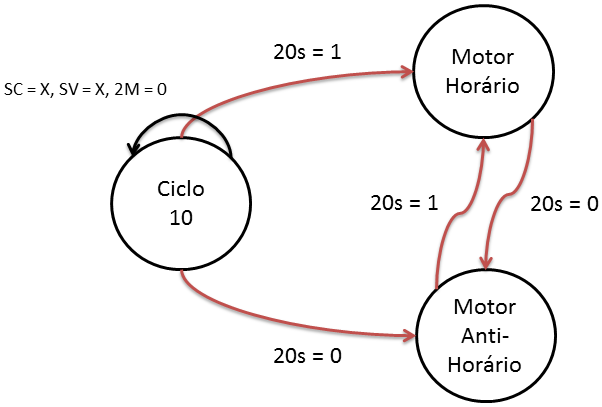 20s = 1
Motor
Horário
SC = X, SV = X, 2M = 0
Ciclo
10
20s = 1
20s = 0
Motor
Anti-
Horário
20s = 0